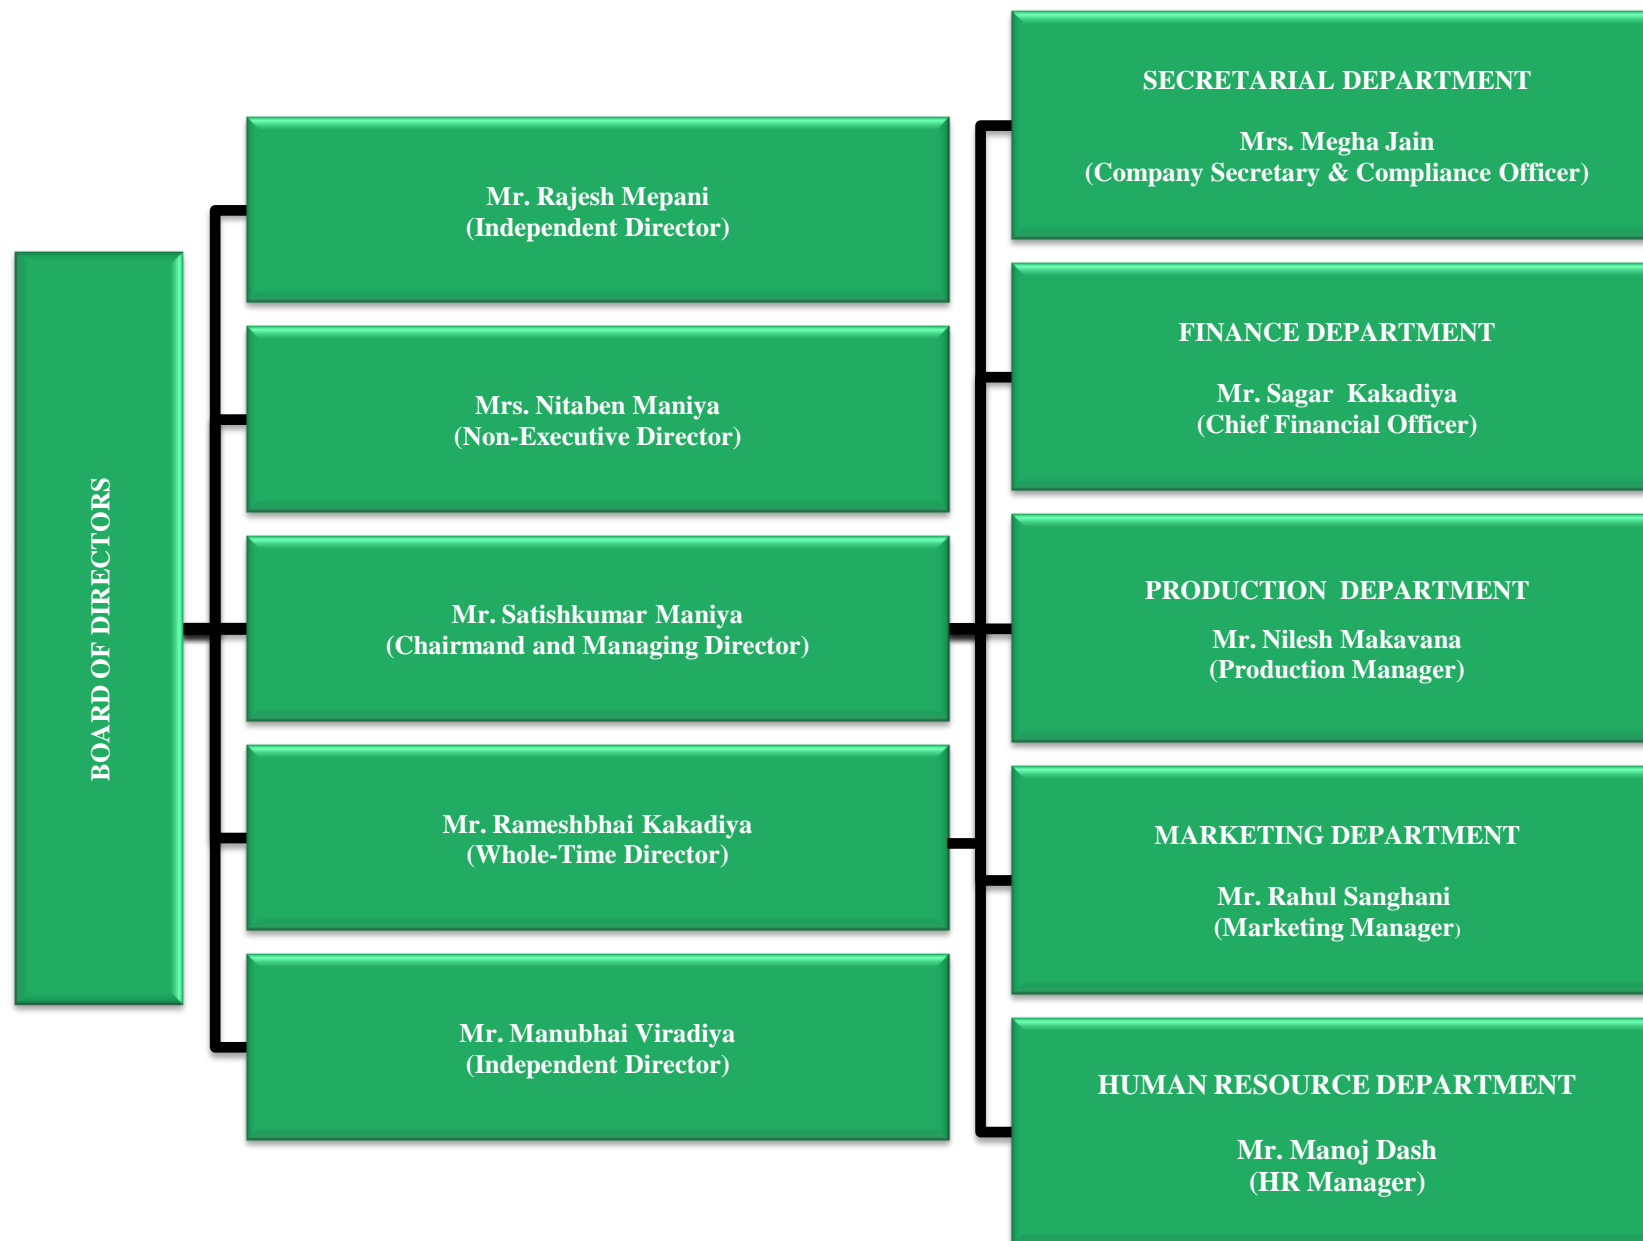 BOARD OF DIRECTORS
Mr. Rajesh Mepani
(Independent Director)
Mrs. Nitaben Maniya
(Non-Executive Director)
Mr. Satishkumar Maniya
(Chairmand and Managing Director)
Mr. Rameshbhai Kakadiya
(Whole-Time Director)
Mr. Manubhai Viradiya
(Independent Director)
SECRETARIAL DEPARTMENT
Mrs. Megha Jain
(Company Secretary & Compliance Officer)
FINANCE DEPARTMENT
Mr. Sagar Kakadiya
(Chief Financial Officer)
PRODUCTION DEPARTMENT
Mr. Nilesh Makavana
(Production Manager)
MARKETING DEPARTMENT
Mr. Rahul Sanghani
(Marketing Manager)
HUMAN RESOURCE DEPARTMENT
Mr. Manoj Dash
(HR Manager)